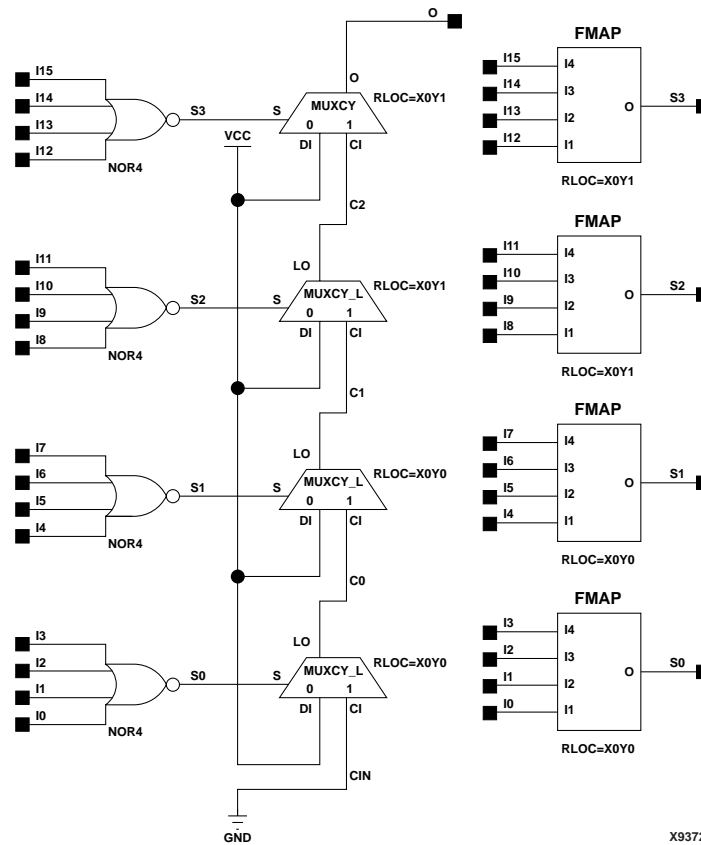 O
FMAP
I15
I14
I13
I12
NOR4
S3
S
O
MUXCY
0 1
DI CI
RLOC=X0Y1
VCC
I15
I14
I13
I12
I4
I3
I2
I1
O
S3
RLOC=X0Y1
C2
FMAP
I11
I10
I9
I8
NOR4
S2
S
LO
MUXCY_L
0 1
DI CI
RLOC=X0Y1
I11
I10
I9
I8
I4
I3
I2
I1
O
S2
RLOC=X0Y1
C1
FMAP
I7
I6
I5
I4
NOR4
S1
S
LO
MUXCY_L
0 1
DI CI
RLOC=X0Y0
I7
I6
I5
I4
I4
I3
I2
I1
O
S1
RLOC=X0Y0
C0
FMAP
I3
I2
I1
I0
NOR4
S0
S
LO
MUXCY_L
0 1
DI CI
RLOC=X0Y0
I3
I2
I1
I0
I4
I3
I2
I1
O
S0
RLOC=X0Y0
CIN
GND
X9372